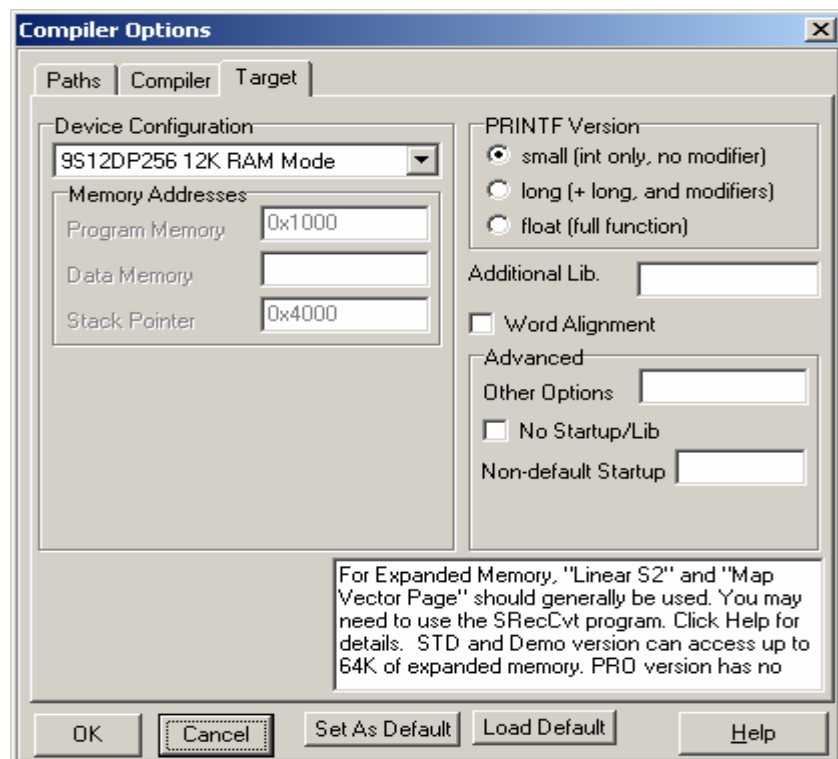 Compiler Options
Paths
Compiler
Target
Device Configuration
9S12DP256 12K RAM Mode
Memory Addresses
Program Memory
0x1000
Data Memory
Stack Pointer
0x4000
PRINTF Version
small (int only, no modifier)
long (+ long, and modifiers)
float (full function)
Additional Lib.
Word Alignment
Advanced
Other Options
No Startup/Lib
Non-default Startup
For Expanded Memory, "Linear S2" and "Map
Vector Page" should generally be used. You may
need to use the SRecCvt program. Click Help for
details.  STD and Demo version can access up to
64K of expanded memory. PRO version has no
OK
Cancel
Set As Default
Load Default
Help